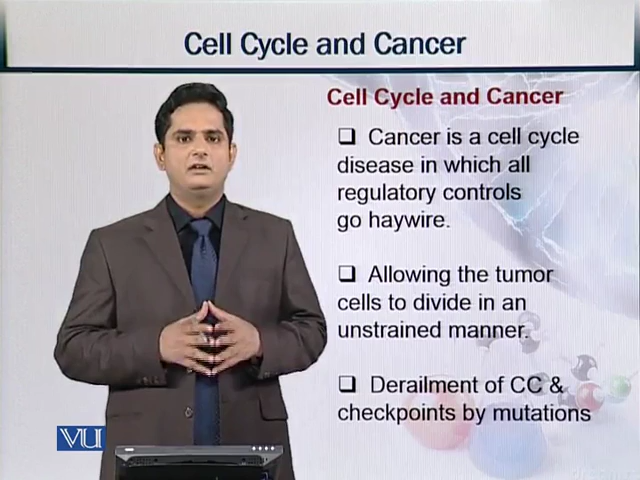 Cell Cycle and Cancer
Cell Cycle and Cancer
❑ Cancer is a cell cycle
disease in which all
regulatory controls
go haywire.
❑ Allowing the tumor
cells to divide in an
unstrained manner.
❑ Derailment of CC &
checkpoints by mutations
VU